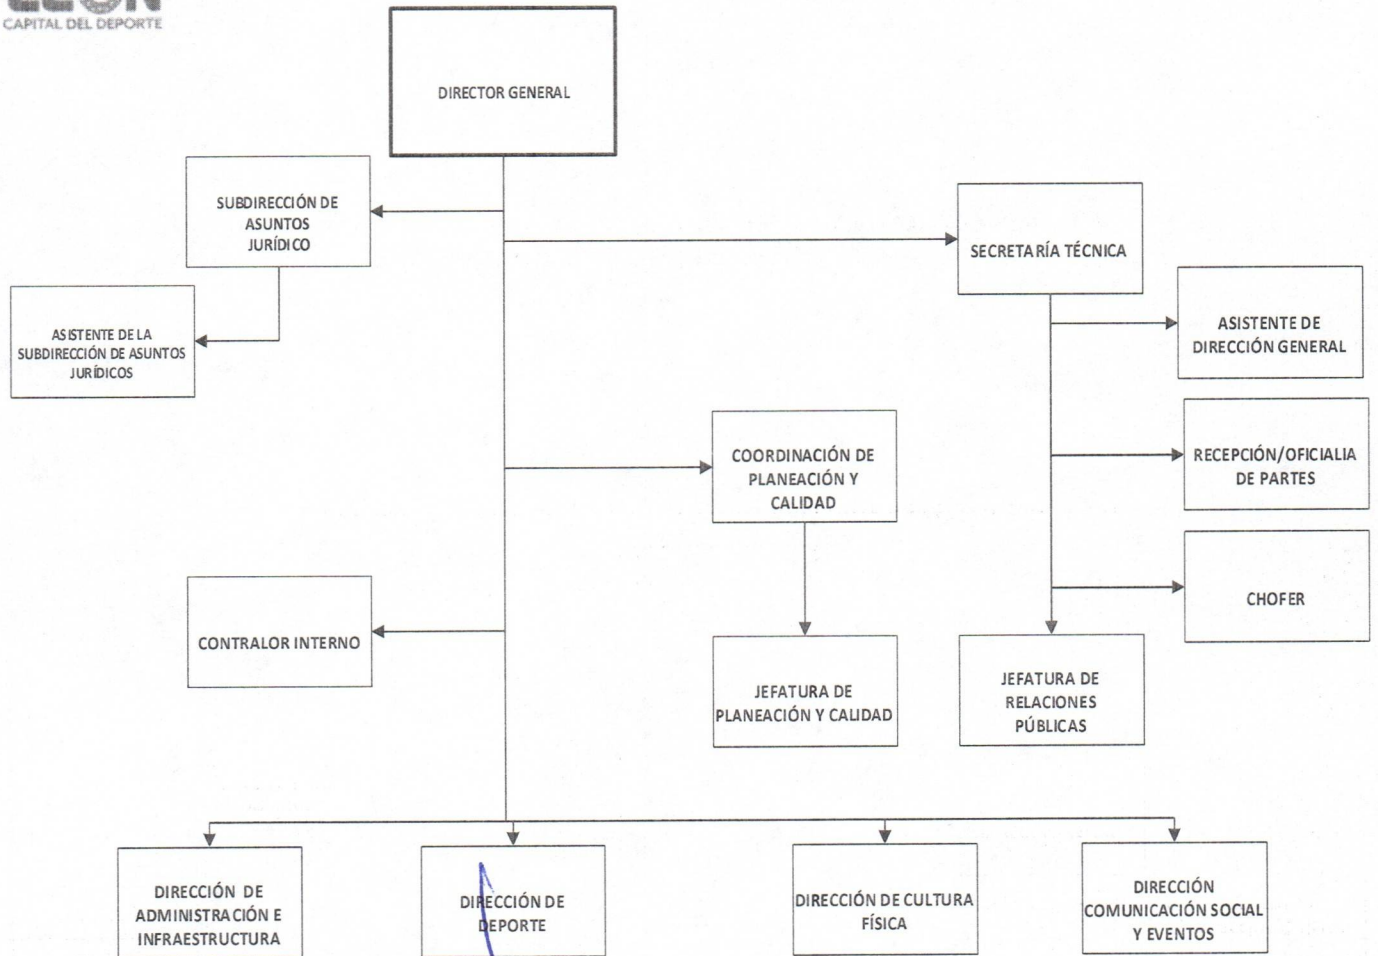 CAPITAL DEL DEPORTE
DIRECTOR GENERAL
SUBDIRECCIÓN DE
ASUNTOS
JURÍDICO
SECRETARÍA TÉCNICA
ASISTENTE DE LA
SUBDIRECCIÓN DE ASUNTOS
JURÍDICOS
ASISTENTE DE
DIRECCIÓN GENERAL
COORDINACIÓN DE
PLANEACIÓN Y
CALIDAD
RECEPCIÓN/OFICIALIA
DE PARTES
CONTRALOR INTERNO
CHOFER
JEFATURA DE
PLANEACIÓN Y CALIDAD
JEFATURA DE
RELACIONES
PÚBLICAS
DIRECCIÓN DE
ADMINISTRACIÓN E
INFRAESTRUCTURA
DIRECCIÓN DE
DEPORTE
DIRECCIÓN DE CULTURA
FÍSICA
DIRECCIÓN
COMUNICACIÓN SOCIAL
Y EVENTOS